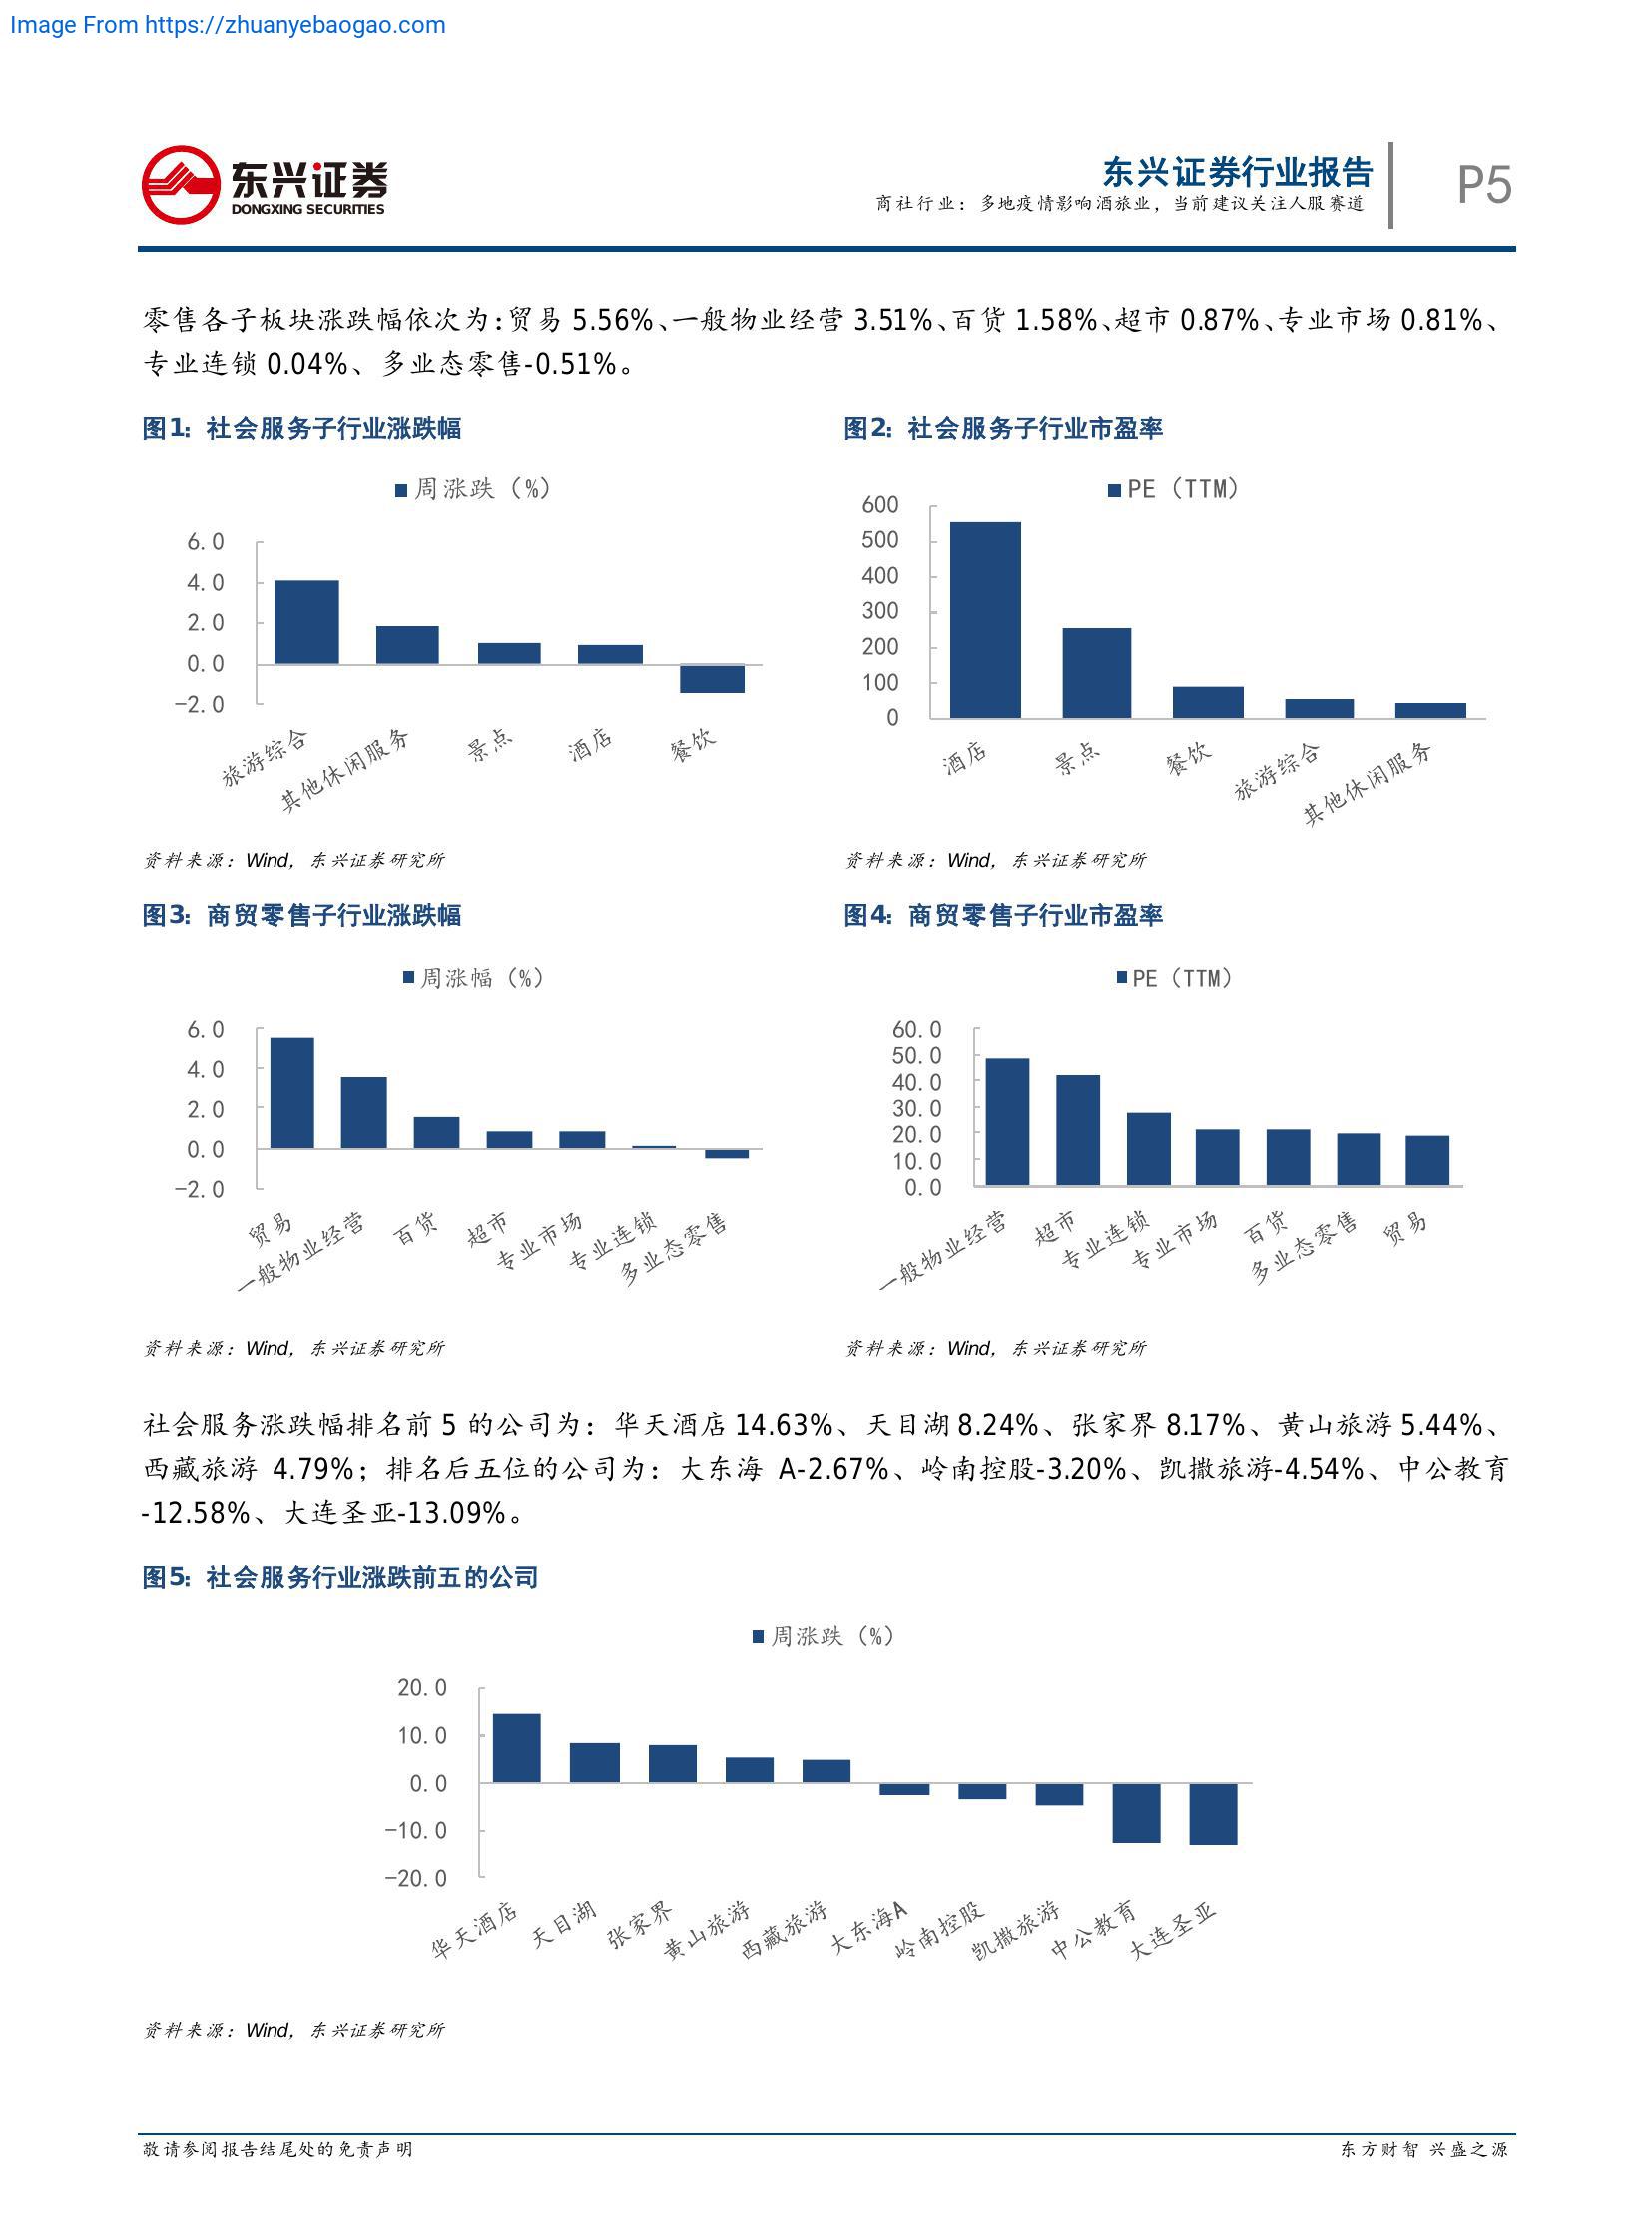 Image From https://zhuanyebaogao.com
东兴证券
DONGXING SECURITIES
东兴证券行业报告
商社行业：多地疫情影响酒旅业，当前建议关注人服赛道
P5
零售各子板块涨跌幅依次为:贸易 5.56%、一般物业经营 3.51%、百货 1.58%、超市 0.87%、专业市场 0.81%、
专业连锁 0.04%、多业态零售-0.51%。
图1: 社会服务子行业涨跌幅
周涨跌（%）
6.0
4.0
2.0
0.0
-2.0
旅游综合
其他休闲服务
景点
酒店
餐饮
资料来源：Wind，东兴证券研究所
图2: 社会服务子行业市盈率
PE（TTM）
600
500
400
300
200
100
0
酒店
景点
餐饮
旅游综合
其他休闲服务
资料来源：Wind，东兴证券研究所
图3: 商贸零售子行业涨跌幅
周涨幅（%）
6.0
4.0
2.0
0.0
-2.0
贸易
一般物业经营
百货
超市
专业市场
专业连锁
多业态零售
资料来源：Wind，东兴证券研究所
图4: 商贸零售子行业市盈率
PE（TTM）
60.0
50.0
40.0
30.0
20.0
10.0
0.0
一般物业经营
超市
专业连锁
专业市场
百货
多业态零售
贸易
资料来源：Wind，东兴证券研究所
社会服务涨跌幅排名前 5 的公司为：华天酒店 14.63%、天目湖 8.24%、张家界 8.17%、黄山旅游 5.44%、
西藏旅游 4.79%；排名后五位的公司为：大东海 A-2.67%、岭南控股-3.20%、凯撒旅游-4.54%、中公教育
-12.58%、大连圣亚-13.09%。
图5: 社会服务行业涨跌前五的公司
周涨跌（%）
20.0
10.0
0.0
-10.0
-20.0
华天酒店
天目湖
张家界
黄山旅游
西藏旅游
大东海A
岭南控股
凯撒旅游
中公教育
大连圣亚
资料来源：Wind，东兴证券研究所
敬请参阅报告结尾处的免责声明
东方财智 兴盛之源